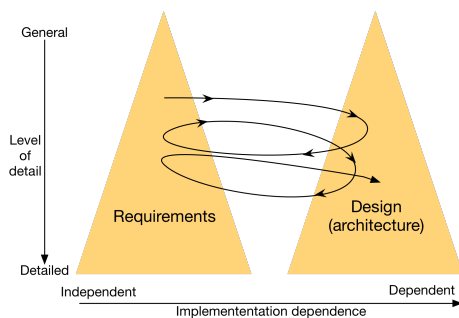 General
Level
of
detail
Requirements
Design
(architecture)
Detailed
Independent
Dependent
Implemententation dependence